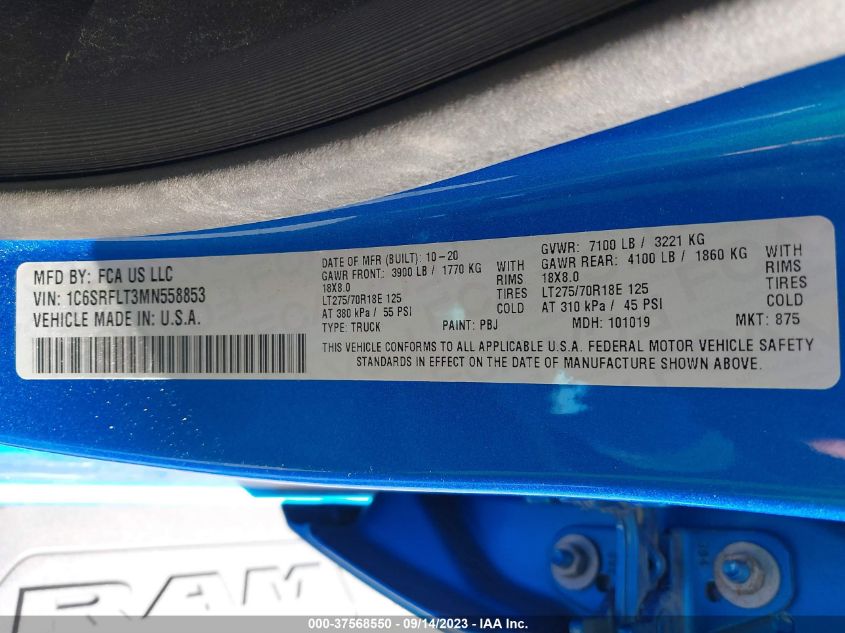 MFD BY: FCA US LLC
VIN: 1C6SRFLT3MN558853
VEHICLE MADE IN: U.S.A.
DATE OF MFR (BUILT): 10-20
GAWR FRONT: 3900 LB / 1770 KG WITH
18X8.0
LT275/70R18E 125 TIRES
AT 380 kPa / 55 PSI COLD
TYPE: TRUCK PAINT: PBJ
GVWR: 7100 LB / 3221 KG
GAWR REAR: 4100 LB / 1860 KG WITH
18X8.0
LT275/70R18E 125 TIRES
AT 310 kPa / 45 PSI COLD
MDH: 101019 MKT: 875
THIS VEHICLE CONFORMS TO ALL APPLICABLE U.S.A. FEDERAL MOTOR VEHICLE SAFETY
STANDARDS IN EFFECT ON THE DATE OF MANUFACTURE SHOWN ABOVE.
RAM
000-37568550 - 09/14/2023 - IAA Inc.